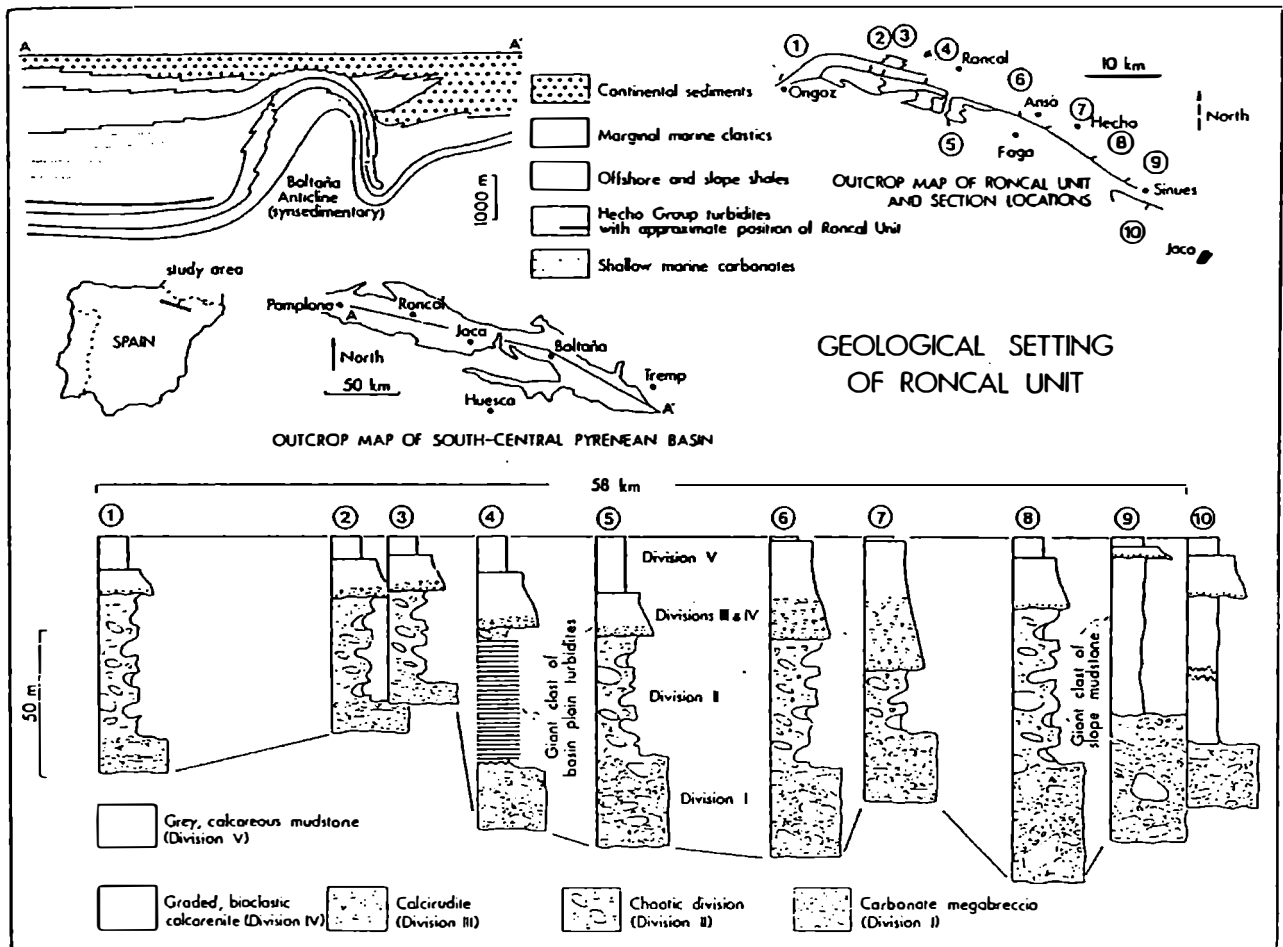 A
A'
Continental sediments
Marginal marine clastics
Offshore and slope shales
Hecho Group turbidites
with approximate position of Roncal Unit
Shallow marine carbonates
Boltaña
Anticline
(synsedimentary)
1000 m
1
2
3
4
Roncal
6
Ansó
7
Hecho
8
9
Sinues
Ongoz
5
Fago
10
Jaca
10 km
North
OUTCROP MAP OF RONCAL UNIT
AND SECTION LOCATIONS
study area
SPAIN
Pamplona
A
Roncal
Jaca
Boltaña
Tremp
A'
North
50 km
Huesca
OUTCROP MAP OF SOUTH-CENTRAL PYRENEAN BASIN
GEOLOGICAL SETTING
OF RONCAL UNIT
58 km
1
2
3
4
5
6
7
8
9
10
50 m
Division V
Divisions III & IV
Division II
Division I
Giant clast of
basin plain turbidites
Giant clast of
slope mudstone
Grey, calcareous mudstone
(Division V)
Graded, bioclastic
calcarenite (Division IV)
Calcirudite
(Division III)
Chaotic division
(Division II)
Carbonate megabreccia
(Division I)